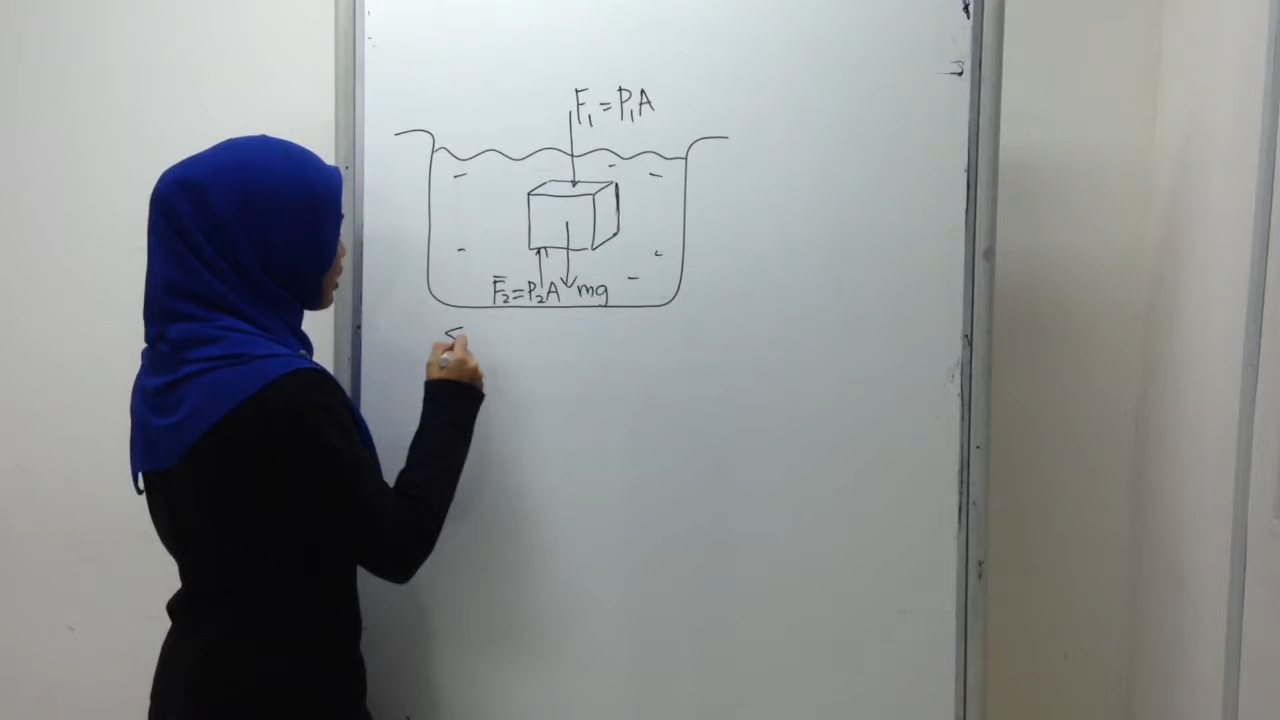 F₁ = P₁A
F₂ = P₂A mg